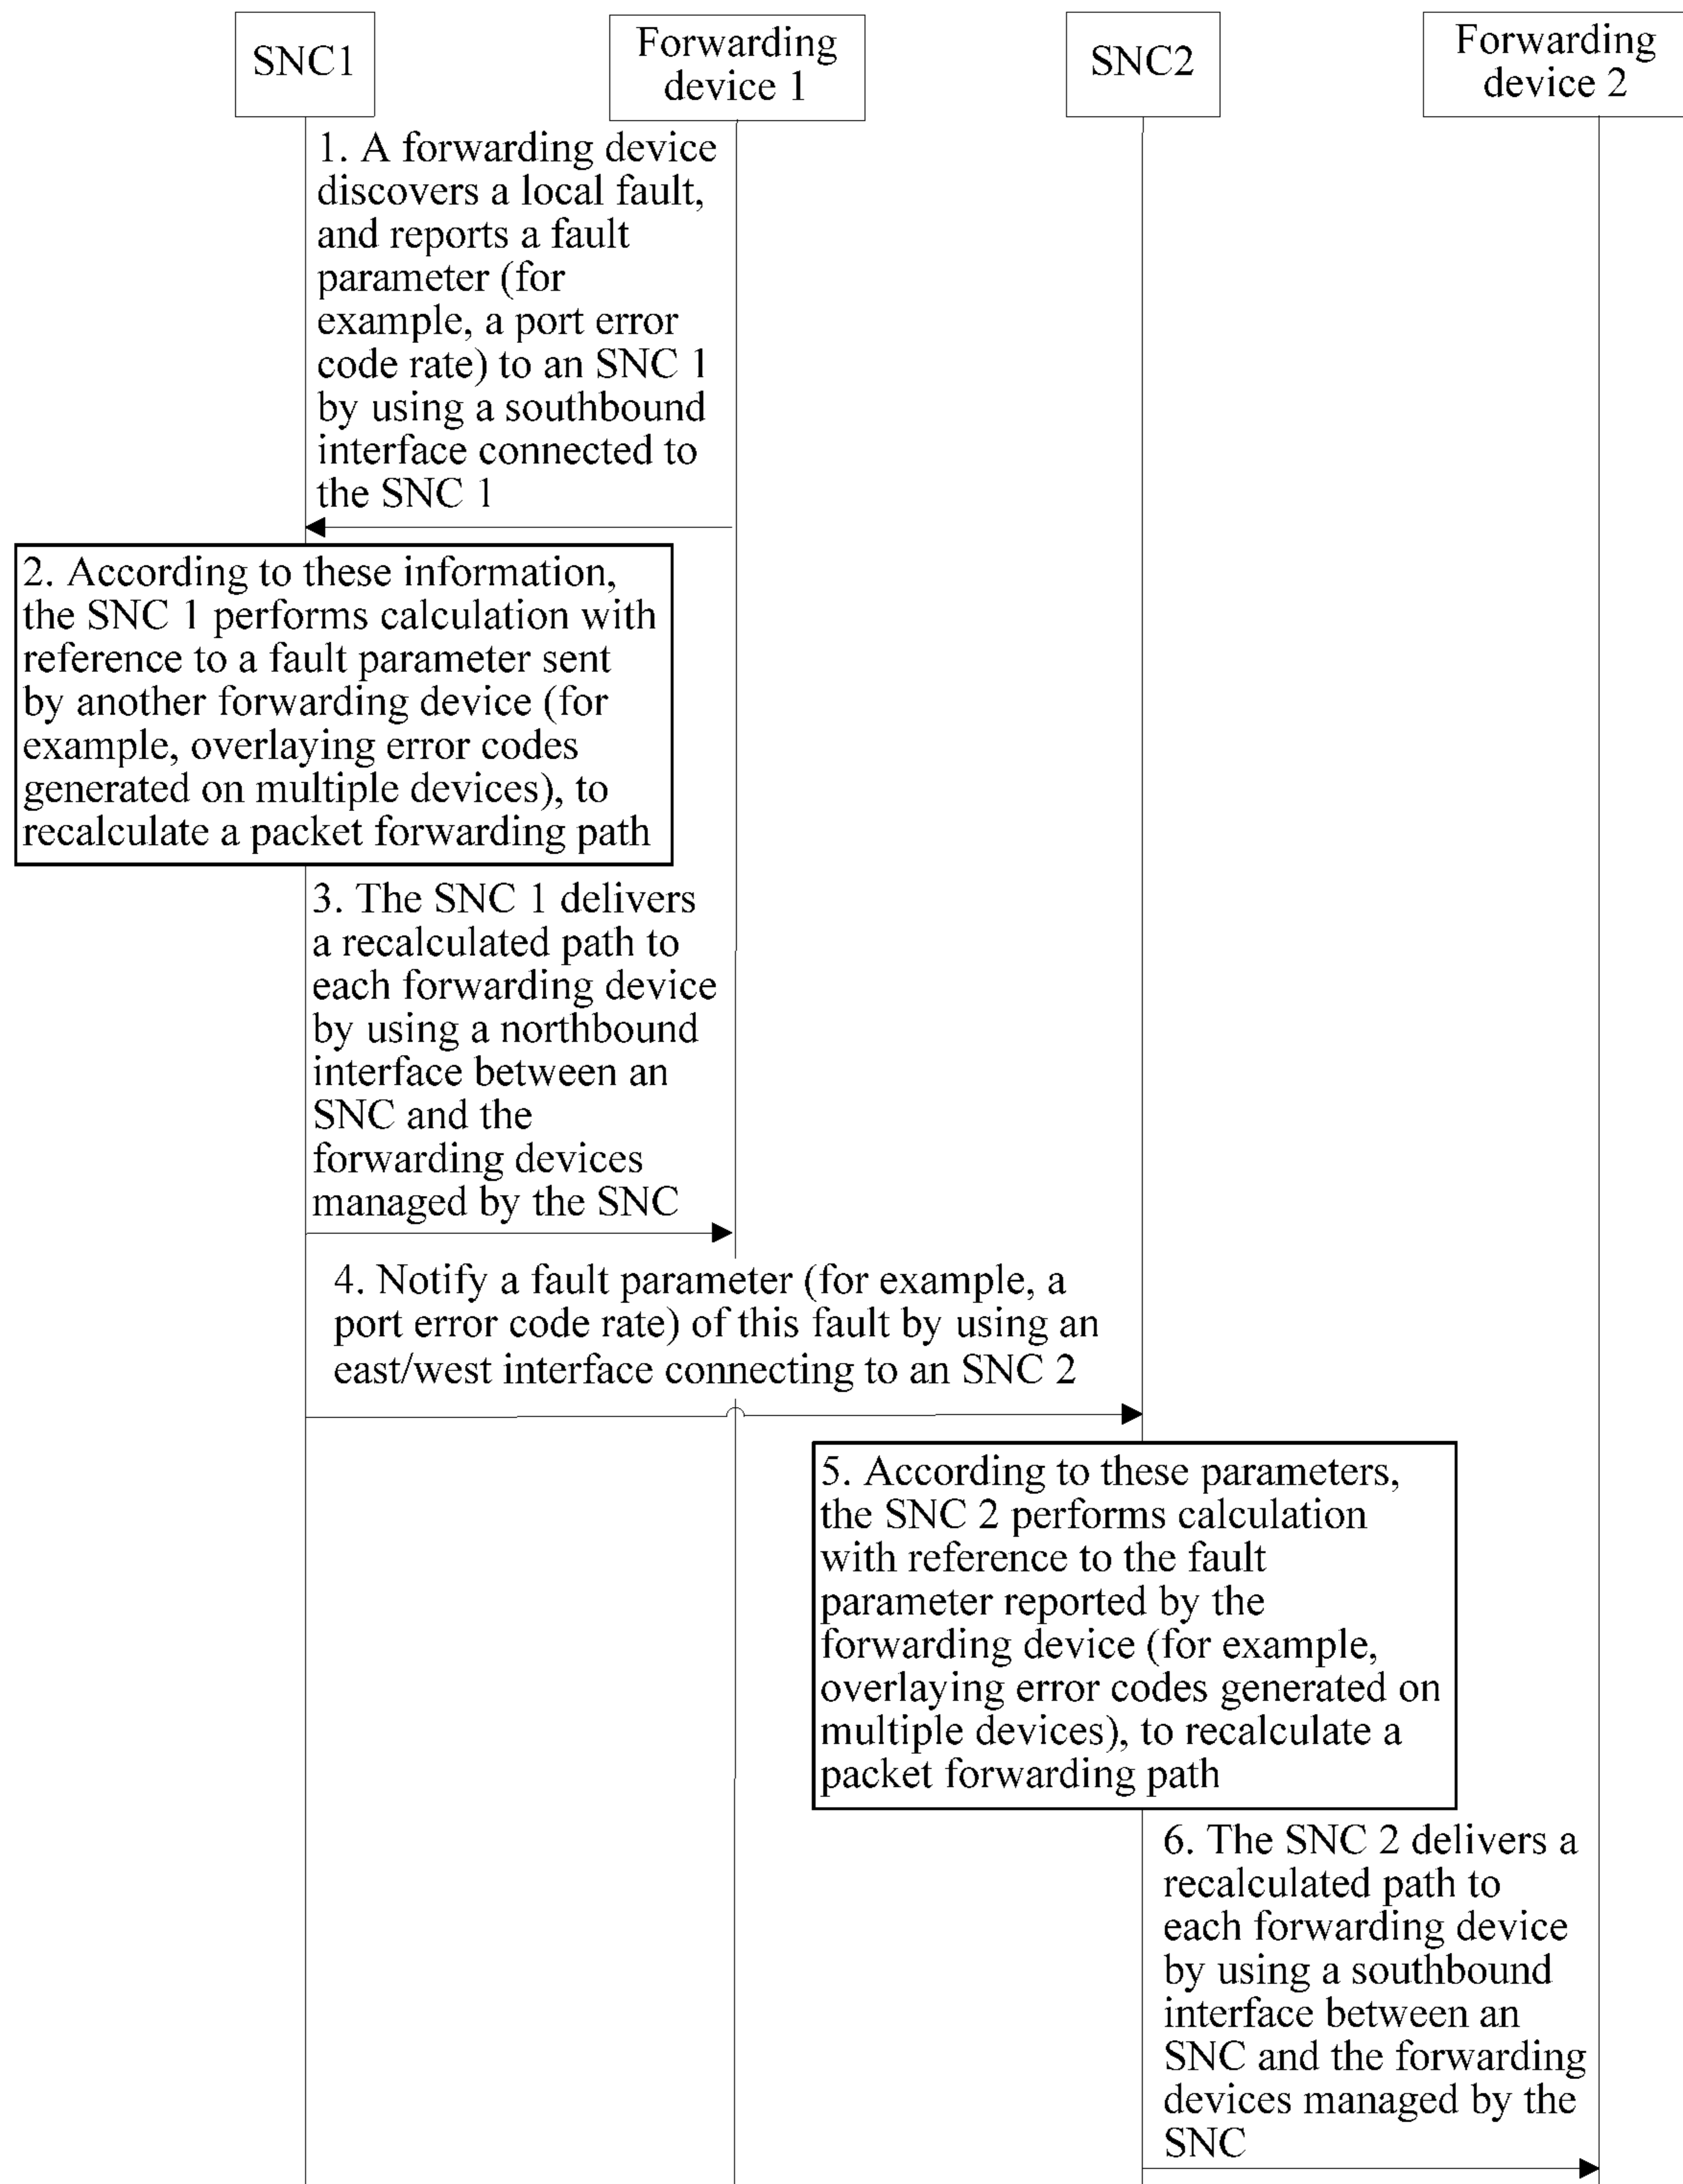 SNC1
Forwarding
device 1
SNC2
Forwarding
device 2
1. A forwarding device
discovers a local fault,
and reports a fault
parameter (for
example, a port error
code rate) to an SNC 1
by using a southbound
interface connected to
the SNC 1
2. According to these information,
the SNC 1 performs calculation with
reference to a fault parameter sent
by another forwarding device (for
example, overlaying error codes
generated on multiple devices), to
recalculate a packet forwarding path
3. The SNC 1 delivers
a recalculated path to
each forwarding device
by using a northbound
interface between an
SNC and the
forwarding devices
managed by the SNC
4. Notify a fault parameter (for example, a
port error code rate) of this fault by using an
east/west interface connecting to an SNC 2
5. According to these parameters,
the SNC 2 performs calculation
with reference to the fault
parameter reported by the
forwarding device (for example,
overlaying error codes generated on
multiple devices), to recalculate a
packet forwarding path
6. The SNC 2 delivers a
recalculated path to
each forwarding device
by using a southbound
interface between an
SNC and the forwarding
devices managed by the
SNC